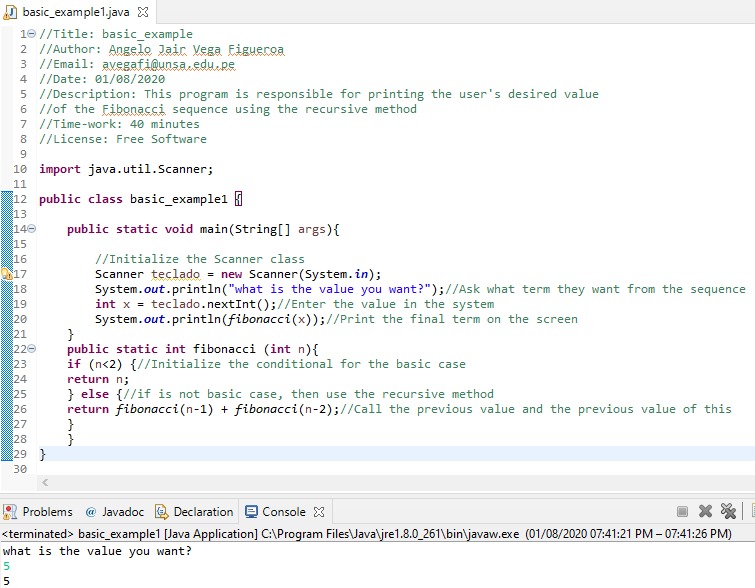 basic_example1.java
1 //Title: basic_example
2 //Author: Angelo Jair Vega Figueroa
3 //Email: avegafi@unsa.edu.pe
4 //Date: 01/08/2020
5 //Description: This program is responsible for printing the user's desired value
6 //of the Fibonacci sequence using the recursive method
7 //Time-work: 40 minutes
8 //License: Free Software
9
10 import java.util.Scanner;
11
12 public class basic_example1 {
13
14 public static void main(String[] args){
15
16 //Initialize the Scanner class
17 Scanner teclado = new Scanner(System.in);
18 System.out.println("what is the value you want?");//Ask what term they want from the sequence
19 int x = teclado.nextInt();//Enter the value in the system
20 System.out.println(fibonacci(x));//Print the final term on the screen
21 }
22 public static int fibonacci (int n){
23 if (n<2) {//Initialize the conditional for the basic case
24 return n;
25 } else {//if is not basic case, then use the recursive method
26 return fibonacci(n-1) + fibonacci(n-2);//Call the previous value and the previous value of this
27 }
28 }
29 }
30
Problems @ Javadoc Declaration Console
<terminated> basic_example1 [Java Application] C:\Program Files\Java\jre1.8.0_261\bin\javaw.exe (01/08/2020 07:41:21 PM – 07:41:26 PM)
what is the value you want?
5
5